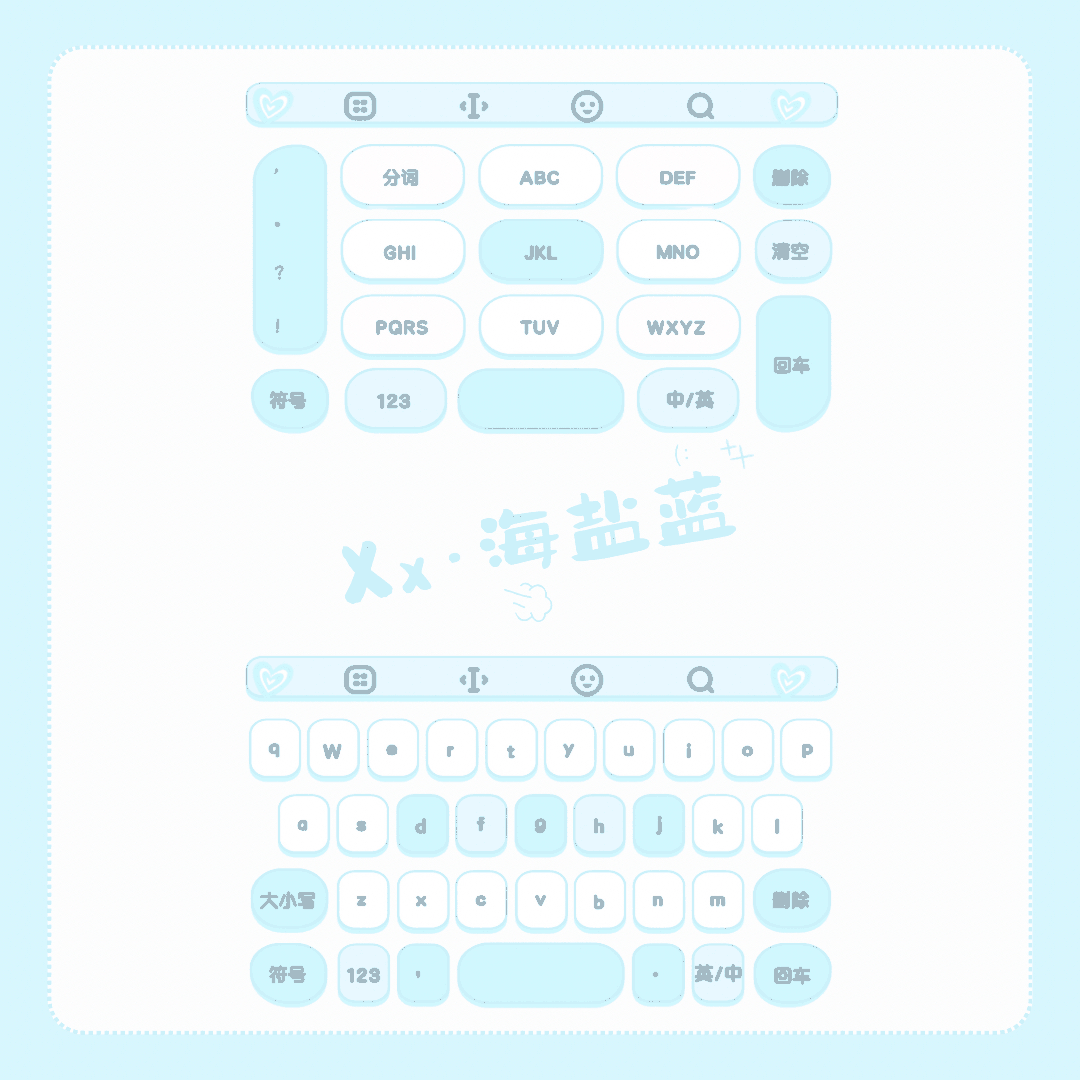 , 分词 ABC DEF 删除
.
? GHI JKL MNO 清空
! PQRS TUV WXYZ 回车
符号 123 中/英
(:
Xx·海盐蓝
q w e r t y u i o p
a s d f g h j k l
大小写 z x c v b n m 删除
符号 123 , . 英/中 回车